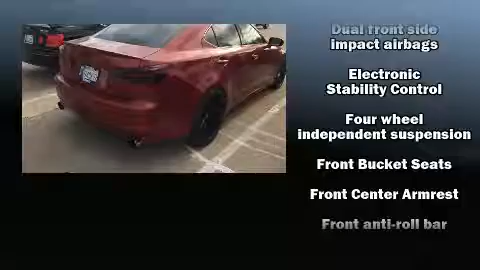 Dual front side
impact airbags
Electronic
Stability Control
Four wheel
independent suspension
Front Bucket Seats
Front Center Armrest
Front anti-roll bar